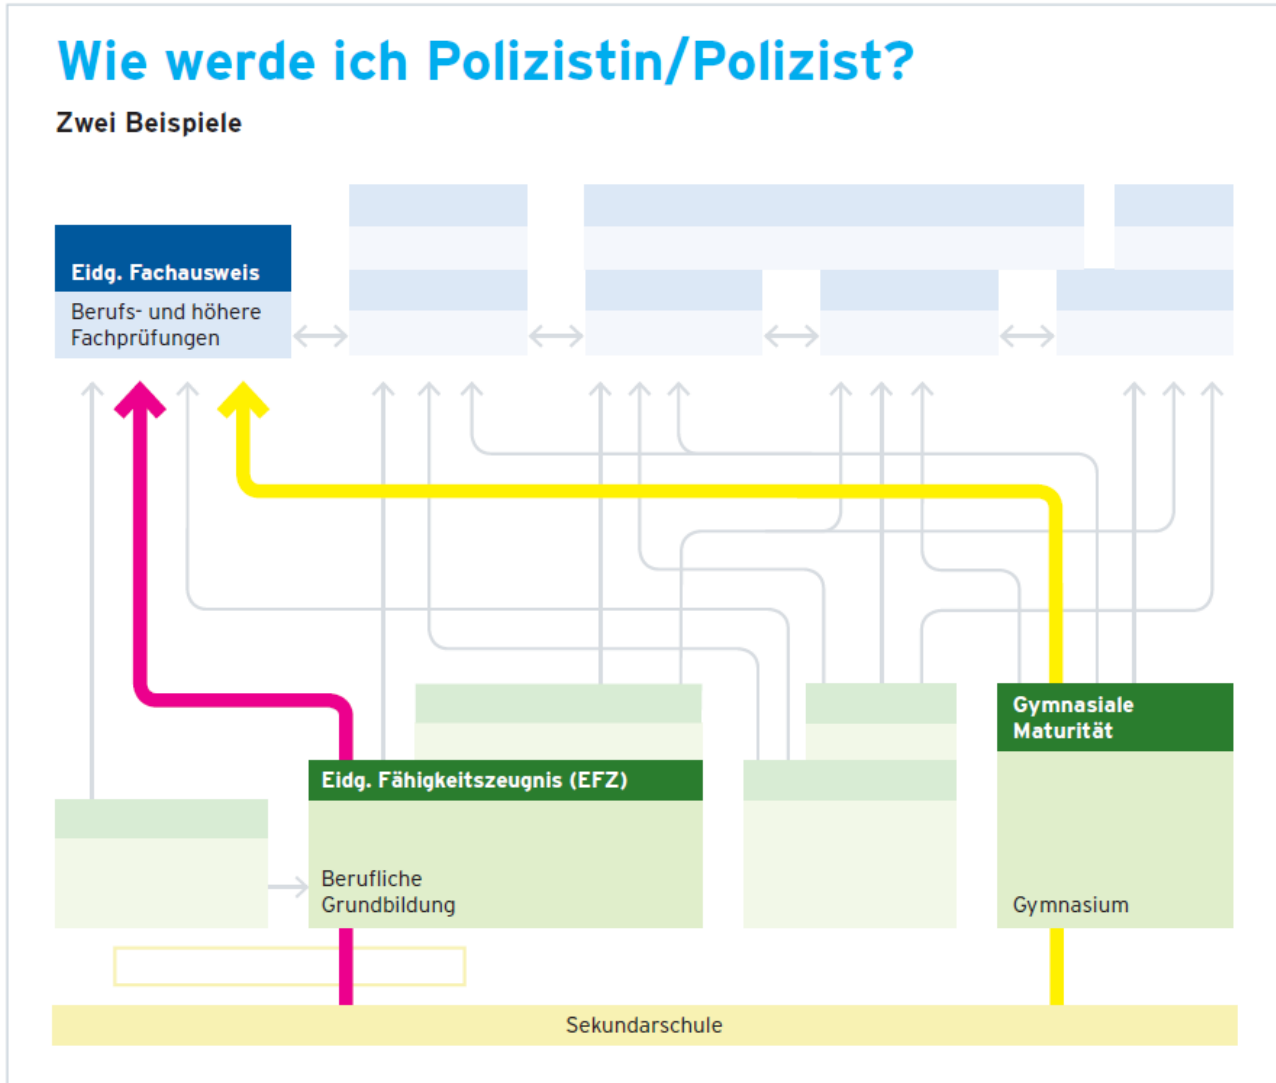 Wie werde ich Polizistin/Polizist?
Zwei Beispiele
Eidg. Fachausweis
Berufs- und höhere
Fachprüfungen
Gymnasiale
Maturität
Eidg. Fähigkeitszeugnis (EFZ)
Berufliche
Grundbildung
Gymnasium
Sekundarschule